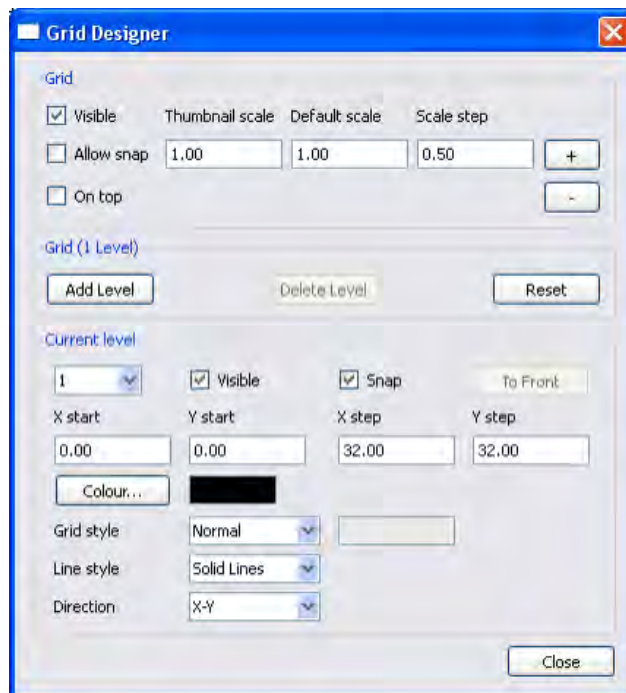 Grid Designer
Grid
Visible Thumbnail scale Default scale Scale step
Allow snap 1.00 1.00 0.50 +
On top -
Grid (1 Level)
Add Level Delete Level Reset
Current level
1 Visible Snap To Front
X start Y start X step Y step
0.00 0.00 32.00 32.00
Colour...
Grid style Normal
Line style Solid Lines
Direction X-Y
Close